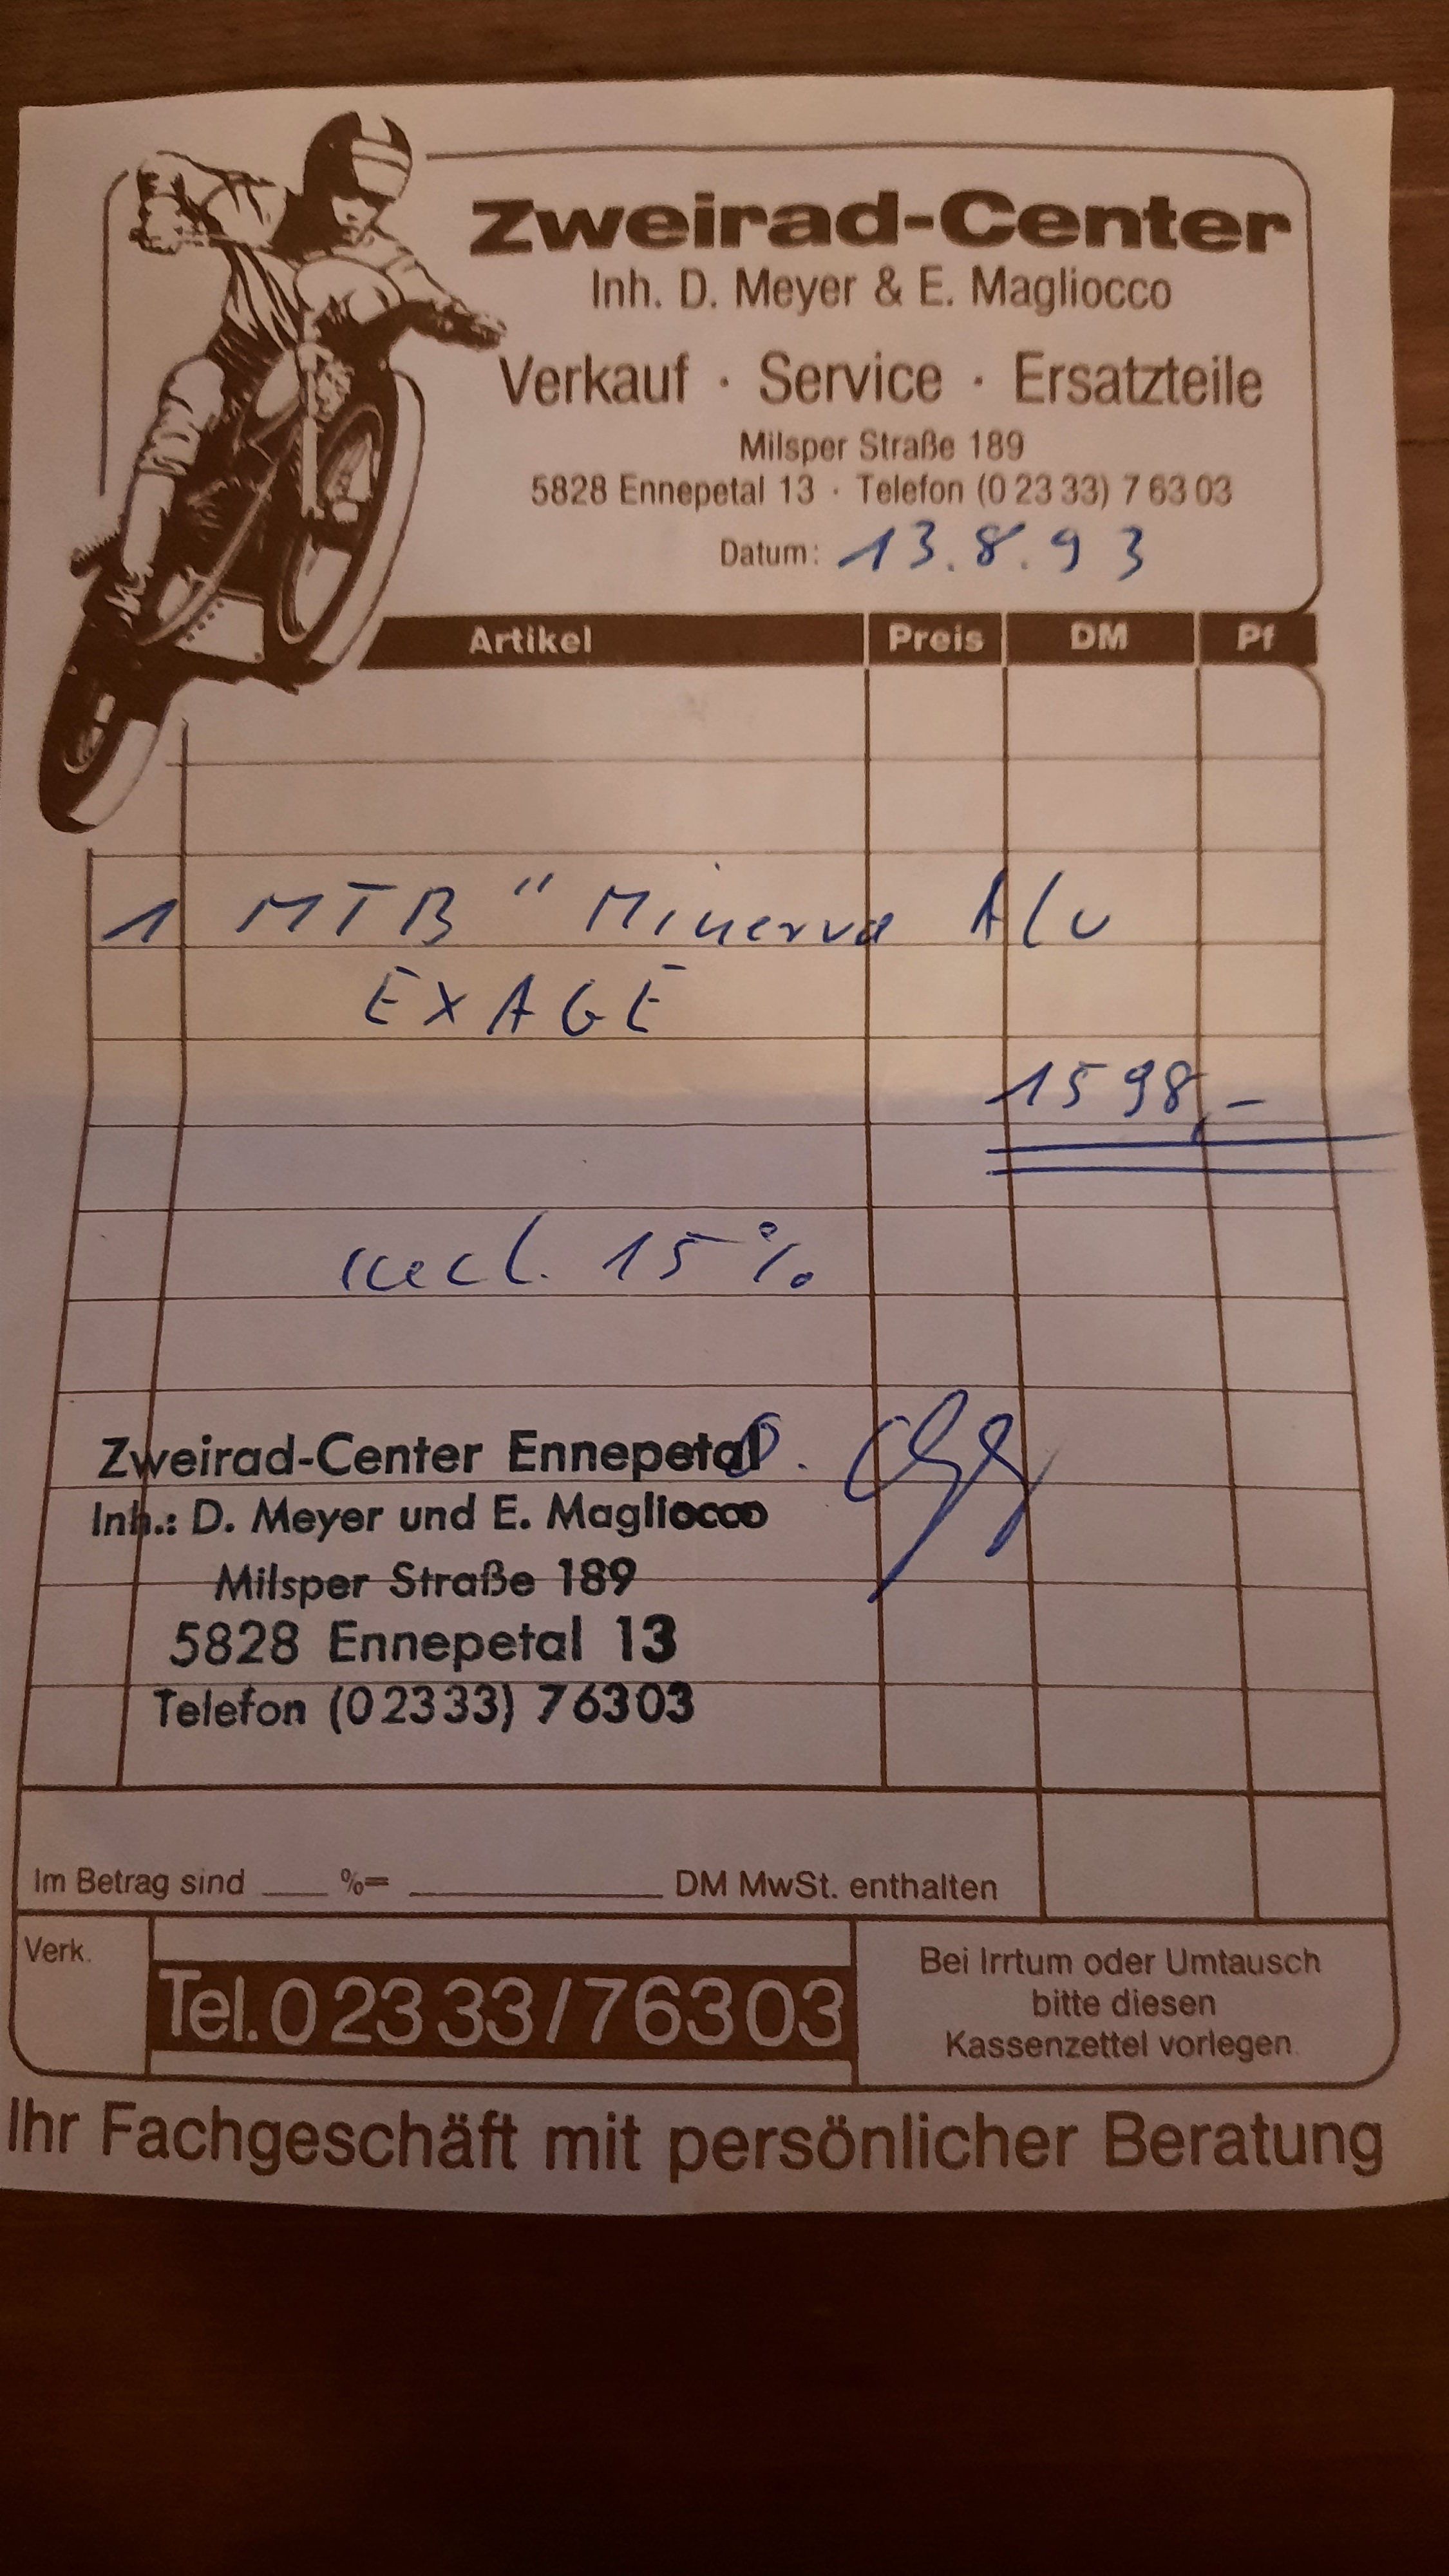 Zweirad-Center
Inh. D. Meyer & E. Magliocco
Verkauf · Service · Ersatzteile
Milsper Straße 189
5828 Ennepetal 13 · Telefon (0 23 33) 7 63 03
Datum: 13.8.93
Artikel Preis DM Pf
1 MTB " Minerva Alu
EXAGE
1598,-
incl. 15%
Zweirad-Center Ennepetal
Inh.: D. Meyer und E. Magliocco
Milsper Straße 189
5828 Ennepetal 13
Telefon (02333) 76303
Im Betrag sind ___ %= ________ DM MwSt. enthalten
Verk.
Tel. 0 23 33/7 63 03
Bei Irrtum oder Umtausch
bitte diesen
Kassenzettel vorlegen
Ihr Fachgeschäft mit persönlicher Beratung